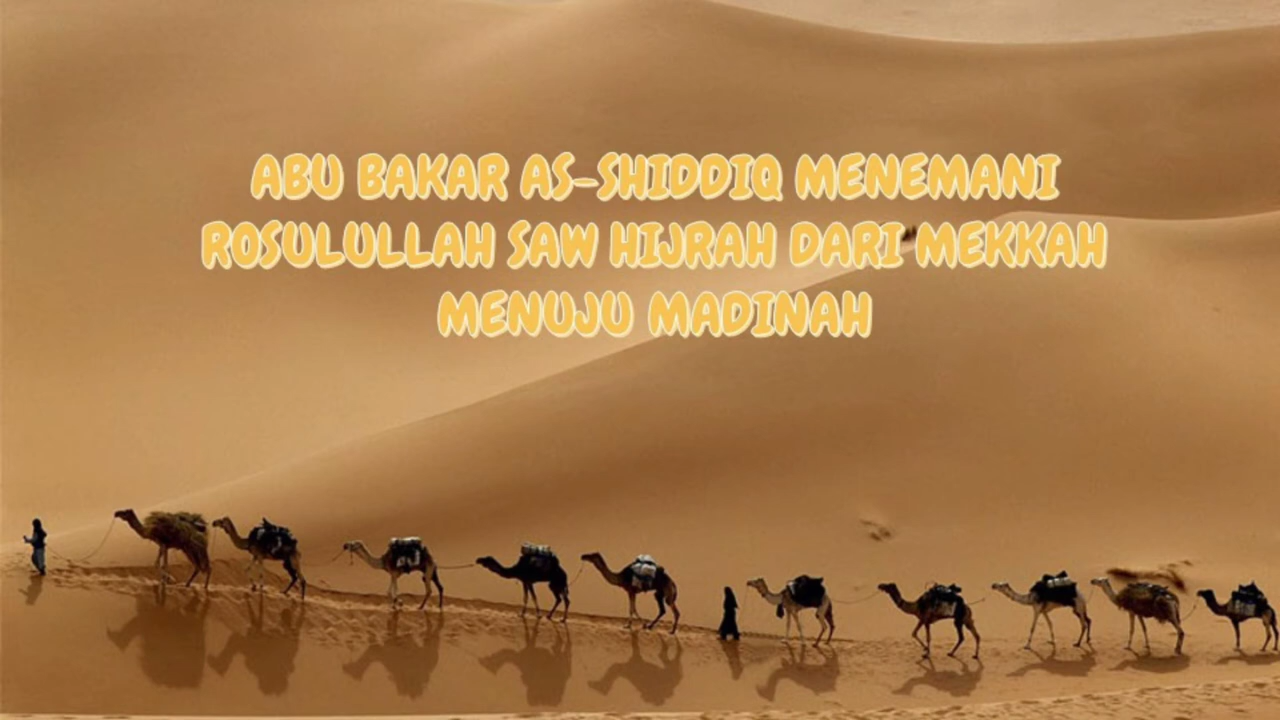 ABU BAKAR AS-SHIDDIQ MENEMANI
ROSULULLAH SAW HIJRAH DARI MEKKAH
MENUJU MADINAH